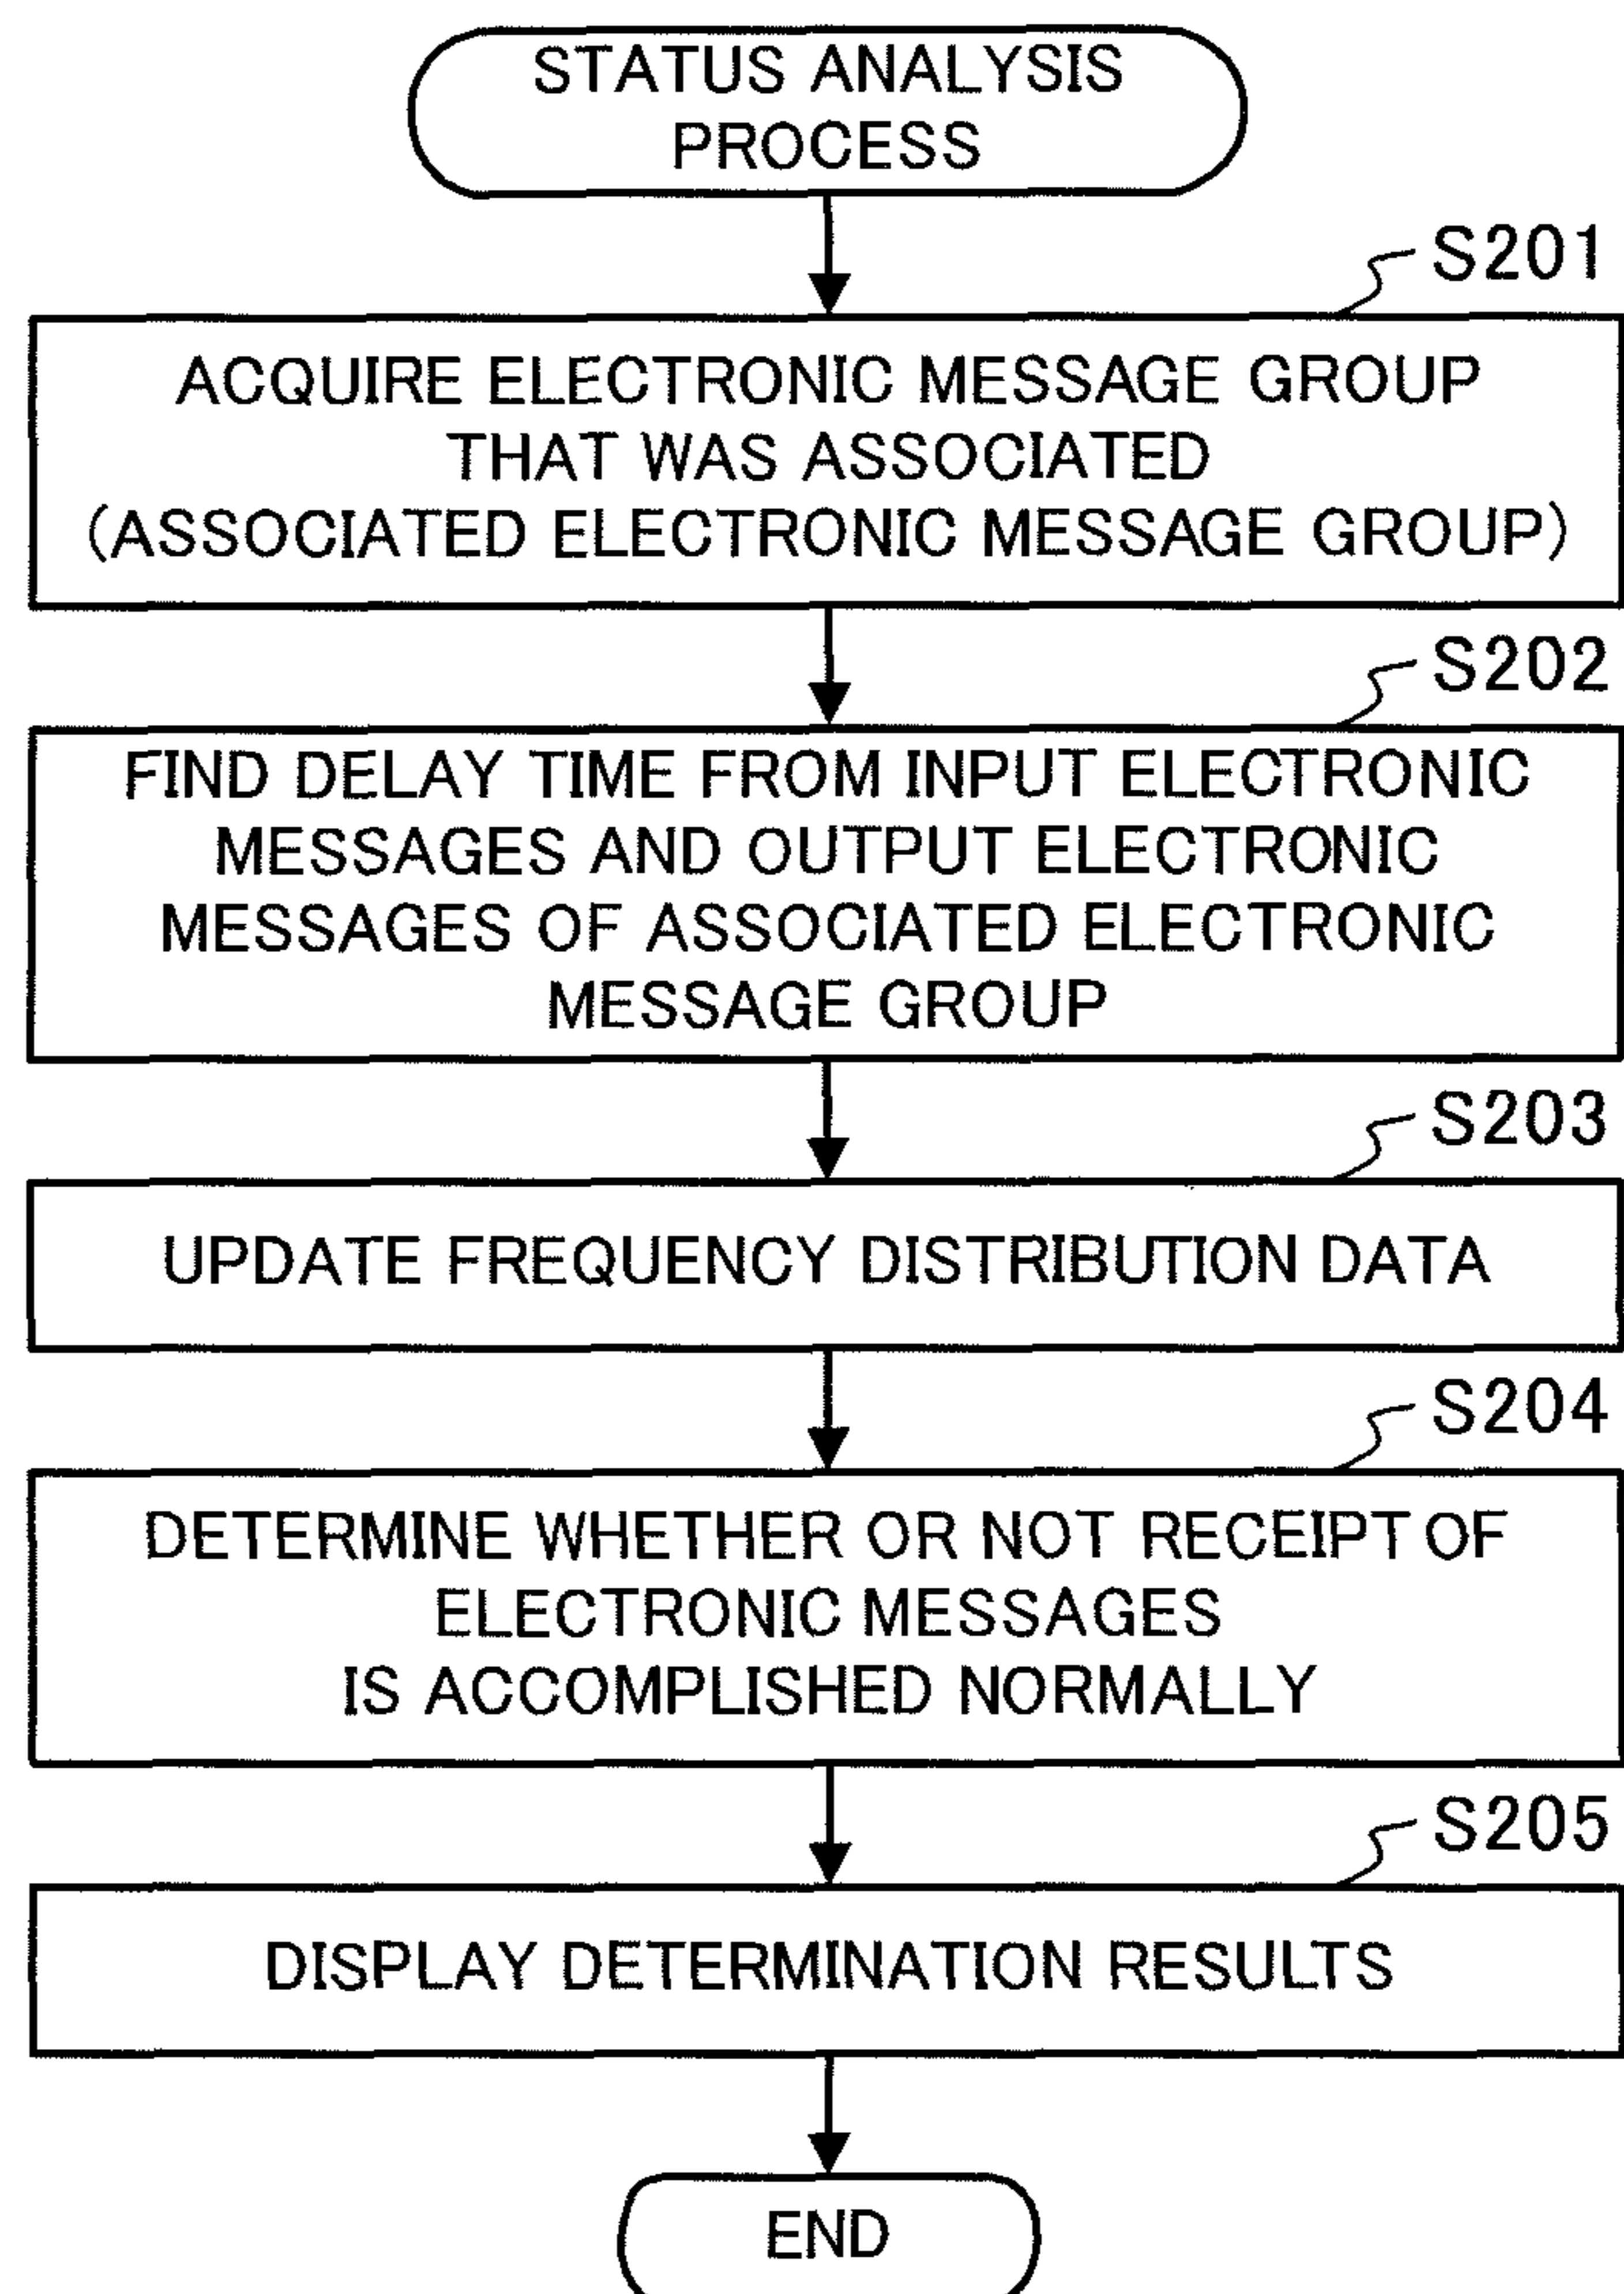 STATUS ANALYSIS
PROCESS
S201
ACQUIRE ELECTRONIC MESSAGE GROUP
THAT WAS ASSOCIATED
(ASSOCIATED ELECTRONIC MESSAGE GROUP)
S202
FIND DELAY TIME FROM INPUT ELECTRONIC
MESSAGES AND OUTPUT ELECTRONIC
MESSAGES OF ASSOCIATED ELECTRONIC
MESSAGE GROUP
S203
UPDATE FREQUENCY DISTRIBUTION DATA
S204
DETERMINE WHETHER OR NOT RECEIPT OF
ELECTRONIC MESSAGES
IS ACCOMPLISHED NORMALLY
S205
DISPLAY DETERMINATION RESULTS
END